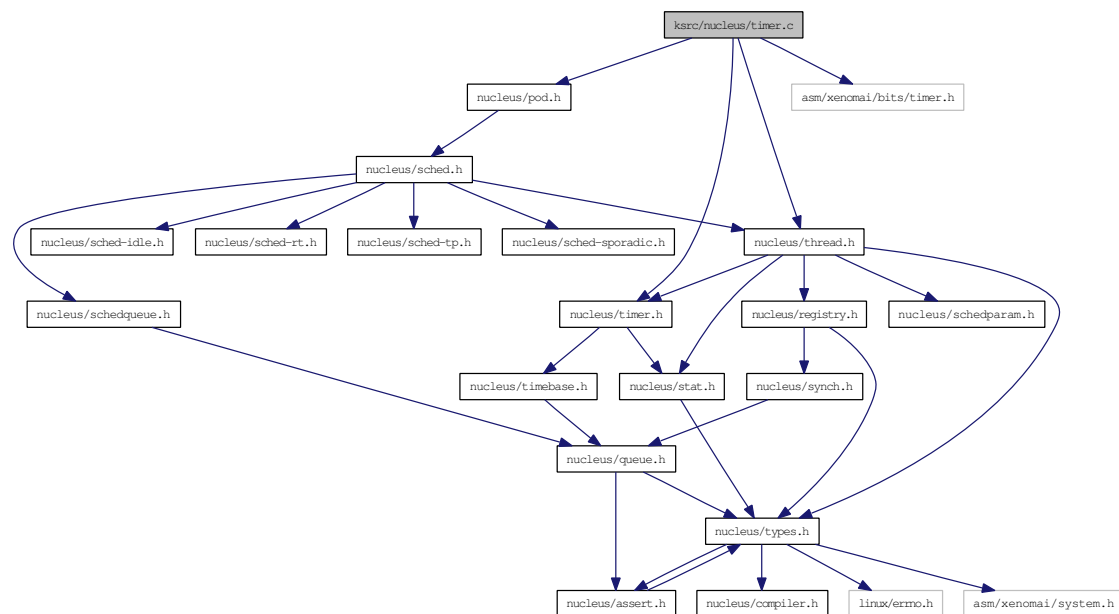 ksrc/nucleus/timer.c
nucleus/pod.h
asm/xenomai/bits/timer.h
nucleus/sched.h
nucleus/sched-idle.h
nucleus/sched-rt.h
nucleus/sched-tp.h
nucleus/sched-sporadic.h
nucleus/thread.h
nucleus/schedqueue.h
nucleus/timer.h
nucleus/registry.h
nucleus/schedparam.h
nucleus/timebase.h
nucleus/stat.h
nucleus/synch.h
nucleus/queue.h
nucleus/types.h
nucleus/assert.h
nucleus/compiler.h
linux/errno.h
asm/xenomai/system.h